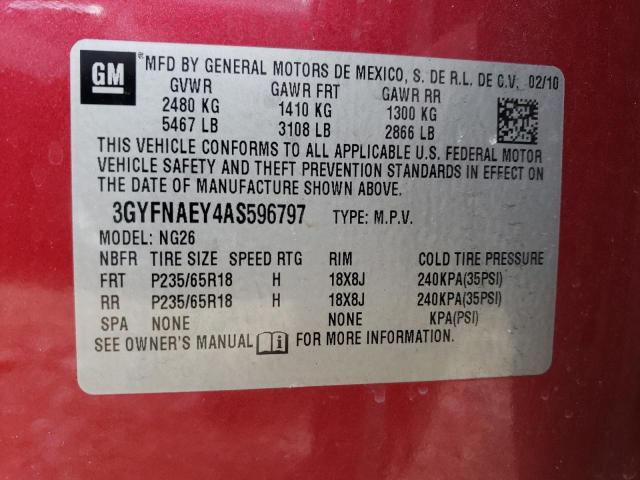 GM ® MFD BY GENERAL MOTORS DE MEXICO, S. DE R.L. DE C.V. 02/10
GVWR GAWR FRT GAWR RR
2480 KG 1410 KG 1300 KG
5467 LB 3108 LB 2866 LB
THIS VEHICLE CONFORMS TO ALL APPLICABLE U.S. FEDERAL MOTOR
VEHICLE SAFETY AND THEFT PREVENTION STANDARDS IN EFFECT ON
THE DATE OF MANUFACTURE SHOWN ABOVE.
3GYFNAEY4AS596797 TYPE: M.P.V.
MODEL: NG26
NBFR TIRE SIZE SPEED RTG RIM COLD TIRE PRESSURE
FRT P235/65R18 H 18X8J 240KPA(35PSI)
RR P235/65R18 H 18X8J 240KPA(35PSI)
SPA NONE NONE KPA(PSI)
SEE OWNER'S MANUAL FOR MORE INFORMATION.